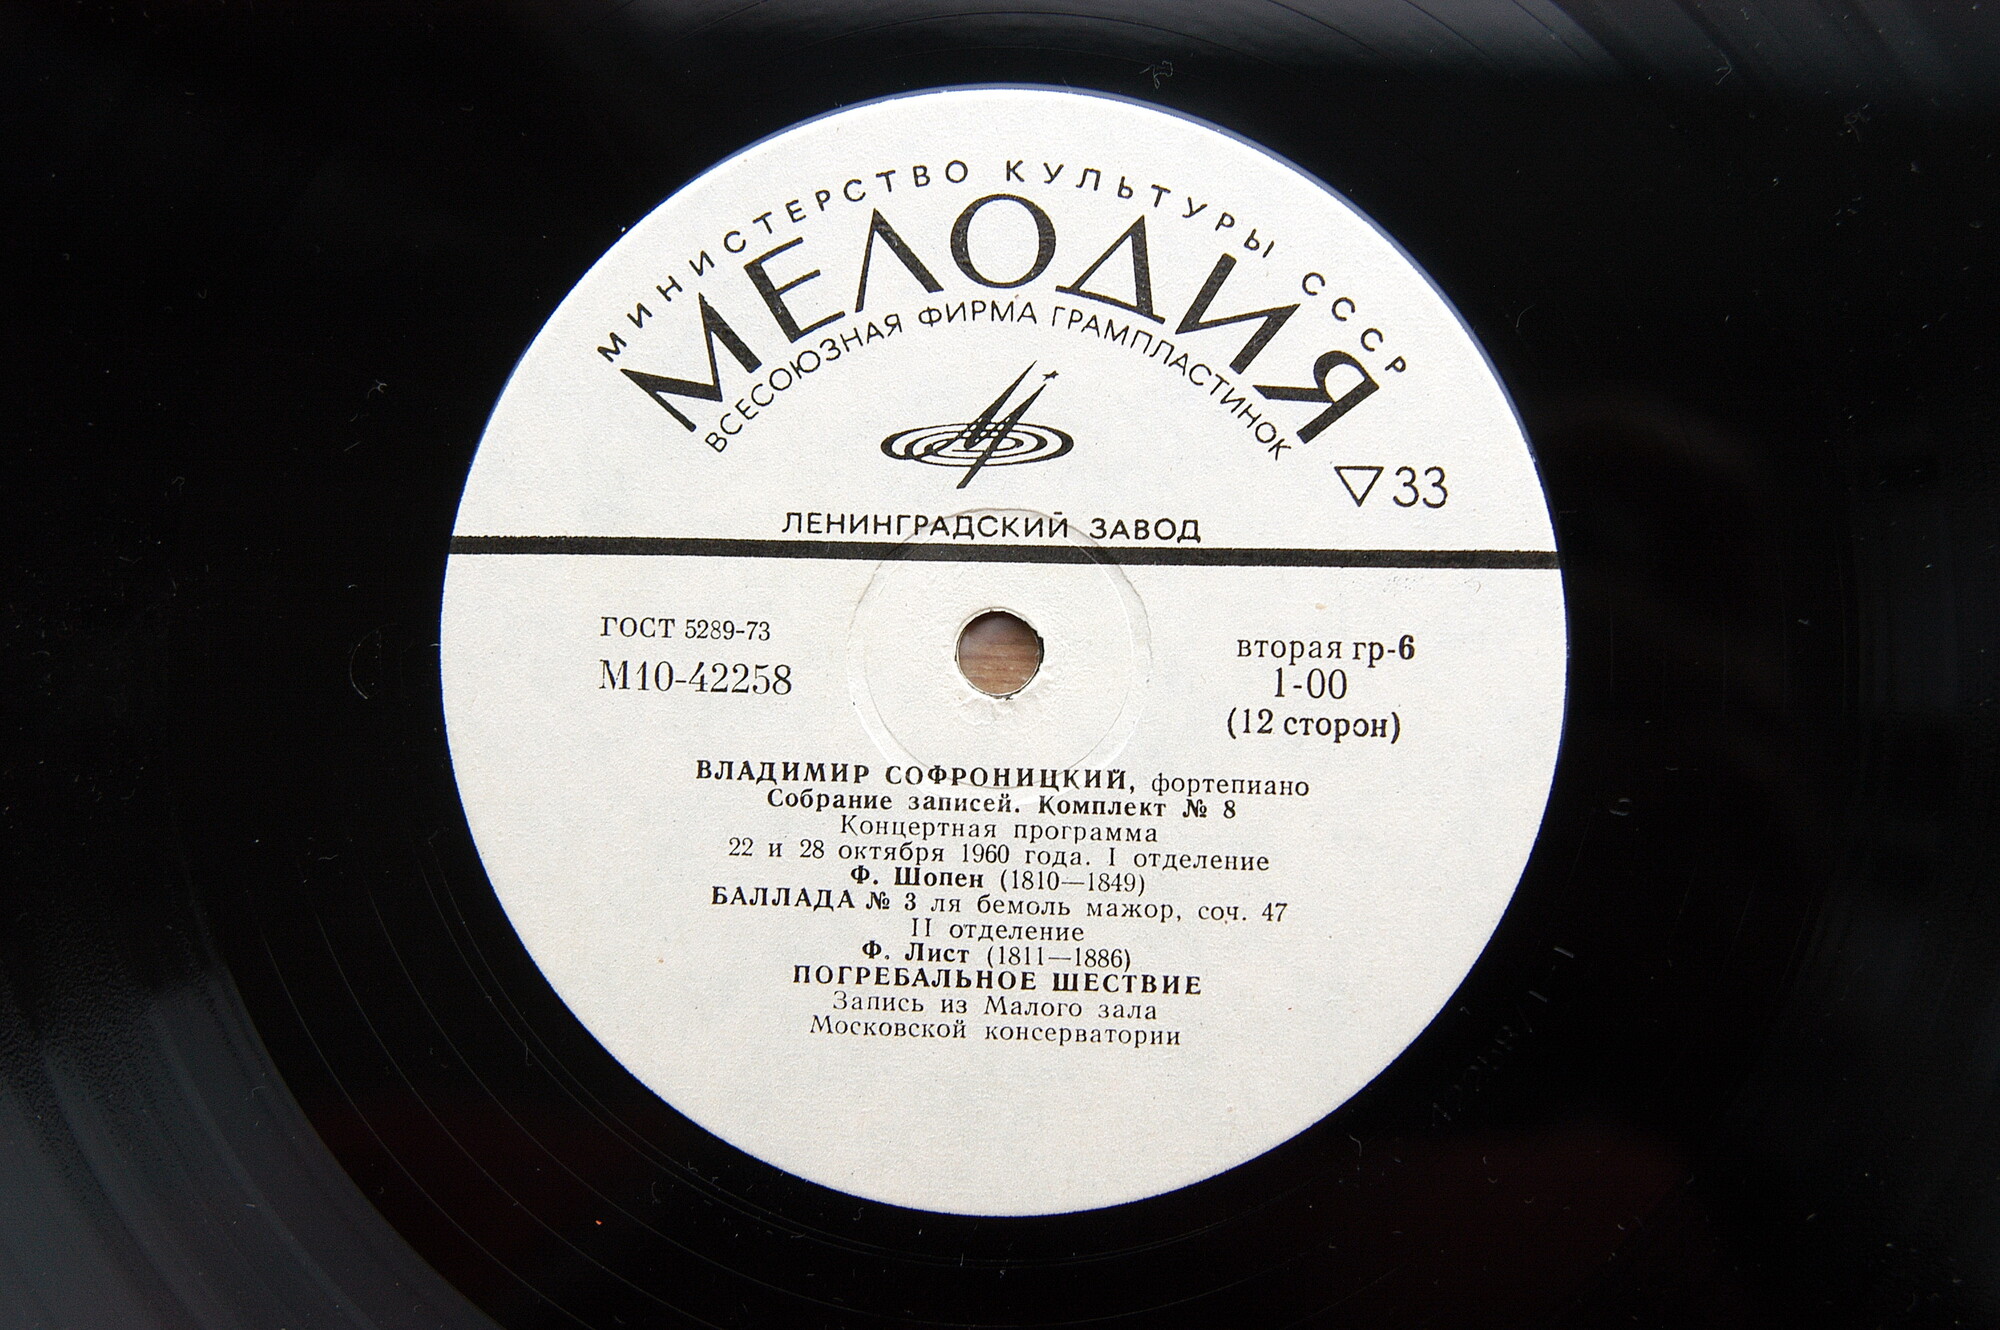 МИНИСТЕРСТВО КУЛЬТУРЫ СССР
МЕЛОДИЯ
ВСЕСОЮЗНАЯ ФИРМА ГРАМПЛАСТИНОК
33
ЛЕНИНГРАДСКИЙ ЗАВОД
ГОСТ 5289-73
М10-42258
вторая гр-6
1-00
(12 сторон)
ВЛАДИМИР СОФРОНИЦКИЙ, фортепиано
Собрание записей. Комплект № 8
Концертная программа
22 и 28 октября 1960 года. I отделение
Ф. Шопен (1810—1849)
БАЛЛАДА № 3 ля бемоль мажор, соч. 47
II отделение
Ф. Лист (1811—1886)
ПОГРЕБАЛЬНОЕ ШЕСТВИЕ
Запись из Малого зала
Московской консерватории